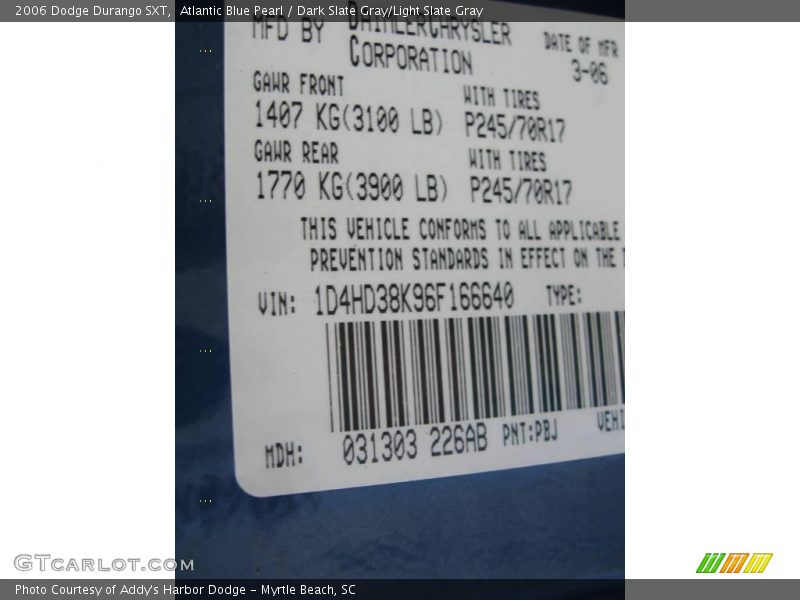 2006 Dodge Durango SXT, Atlantic Blue Pearl / Dark Slate Gray/Light Slate Gray
MFD BY DAIMLERCHRYSLER CORPORATION
DATE OF MFR
3-06
GAWR FRONT
WITH TIRES
1407 KG(3100 LB) P245/70R17
GAWR REAR
WITH TIRES
1770 KG(3900 LB) P245/70R17
THIS VEHICLE CONFORMS TO ALL APPLICABLE
PREVENTION STANDARDS IN EFFECT ON THE
VIN: 1D4HD38K96F166640 TYPE:
MDH: 031303 226AB PNT:PBJ VEHI
GTcarlot.com
Photo Courtesy of Addy's Harbor Dodge - Myrtle Beach, SC